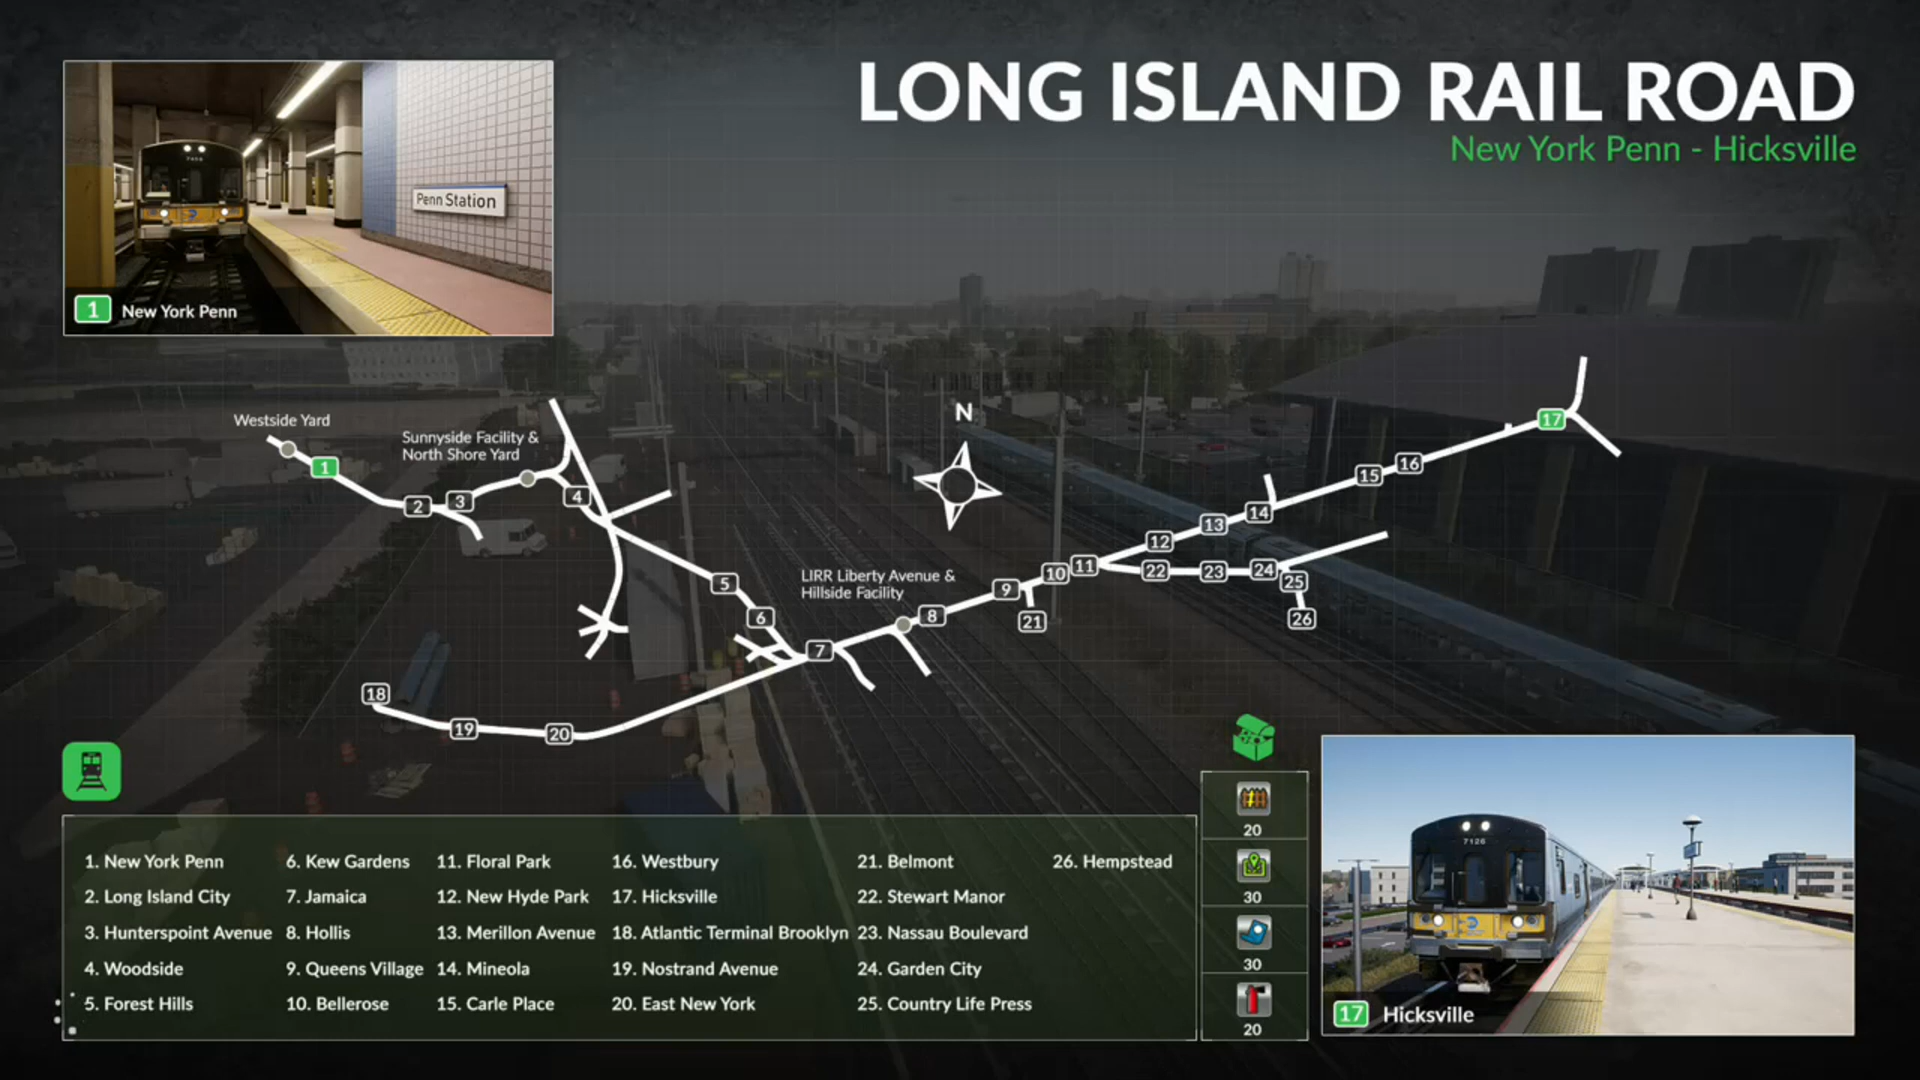 LONG ISLAND RAIL ROAD
New York Penn - Hicksville
7126
Penn Station
1 New York Penn
Westside Yard
Sunnyside Facility &
North Shore Yard
N
LIRR Liberty Avenue &
Hillside Facility
1
2
3
4
5
6
7
8
9
10
11
12
13
14
15
16
17
18
19
20
21
22
23
24
25
26
1. New York Penn
2. Long Island City
3. Hunterspoint Avenue
4. Woodside
5. Forest Hills
6. Kew Gardens
7. Jamaica
8. Hollis
9. Queens Village
10. Bellerose
11. Floral Park
12. New Hyde Park
13. Merillon Avenue
14. Mineola
15. Carle Place
16. Westbury
17. Hicksville
18. Atlantic Terminal Brooklyn
19. Nostrand Avenue
20. East New York
21. Belmont
22. Stewart Manor
23. Nassau Boulevard
24. Garden City
25. Country Life Press
26. Hempstead
20
30
30
20
17 Hicksville